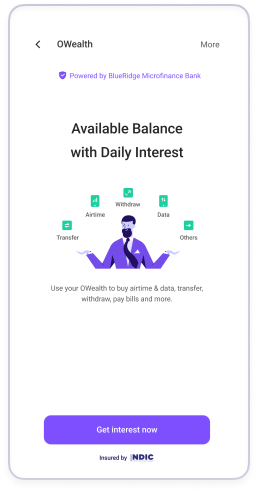 OWealth
More
Powered by BlueRidge Microfinance Bank
Available Balance
with Daily Interest
Withdraw
Airtime
Data
Transfer
Others
Use your OWealth to buy airtime & data, transfer,
withdraw, pay bills and more.
Get interest now
Insured by NDIC